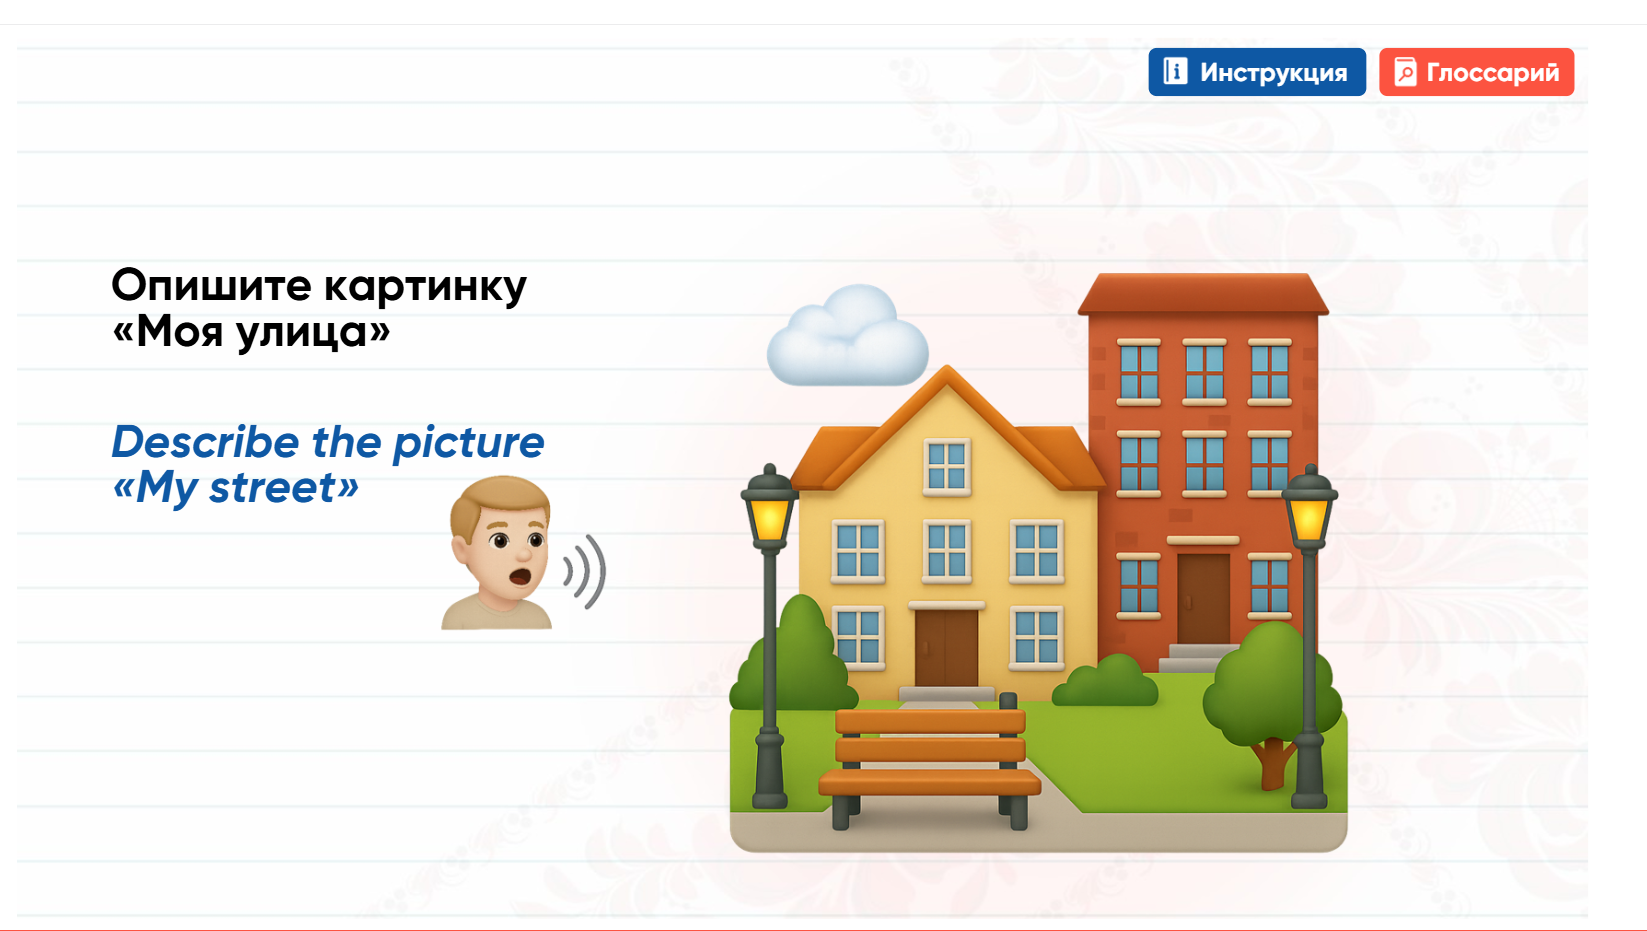 Инструкция
Глоссарий
Опишите картинку
«Моя улица»
Describe the picture
«My street»